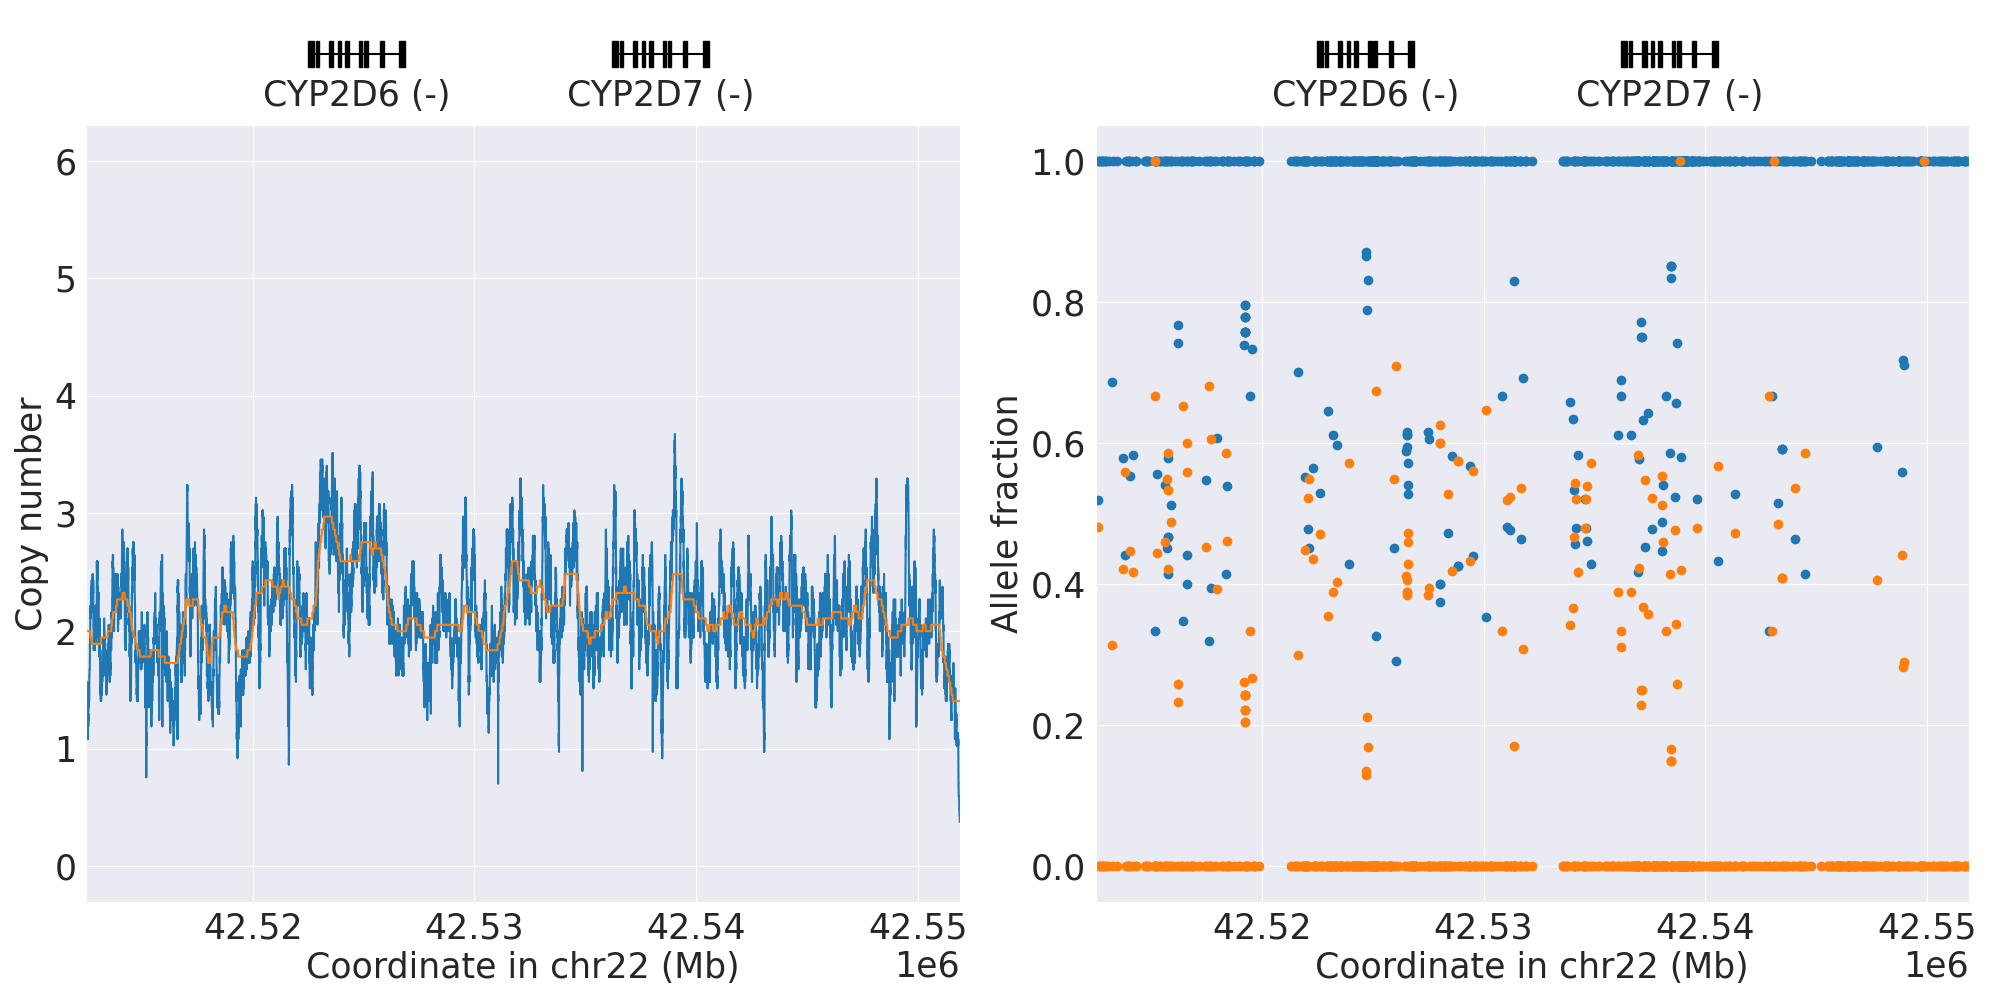 CYP2D6 (-) CYP2D7 (-)
CYP2D6 (-) CYP2D7 (-)
Copy number
6
5
4
3
2
1
0
42.52 42.53 42.54 42.55
Coordinate in chr22 (Mb)
1e6
Allele fraction
1.0
0.8
0.6
0.4
0.2
0.0
42.52 42.53 42.54 42.55
Coordinate in chr22 (Mb)
1e6